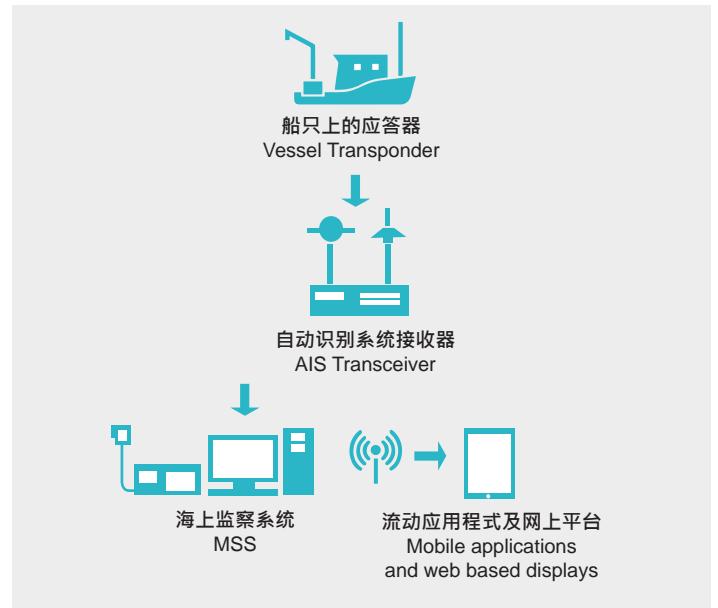 船只上的应答器
Vessel Transponder
自动识别系统接收器
AIS Transceiver
海上监察系统
MSS
流动应用程式及网上平台
Mobile applications
and web based displays